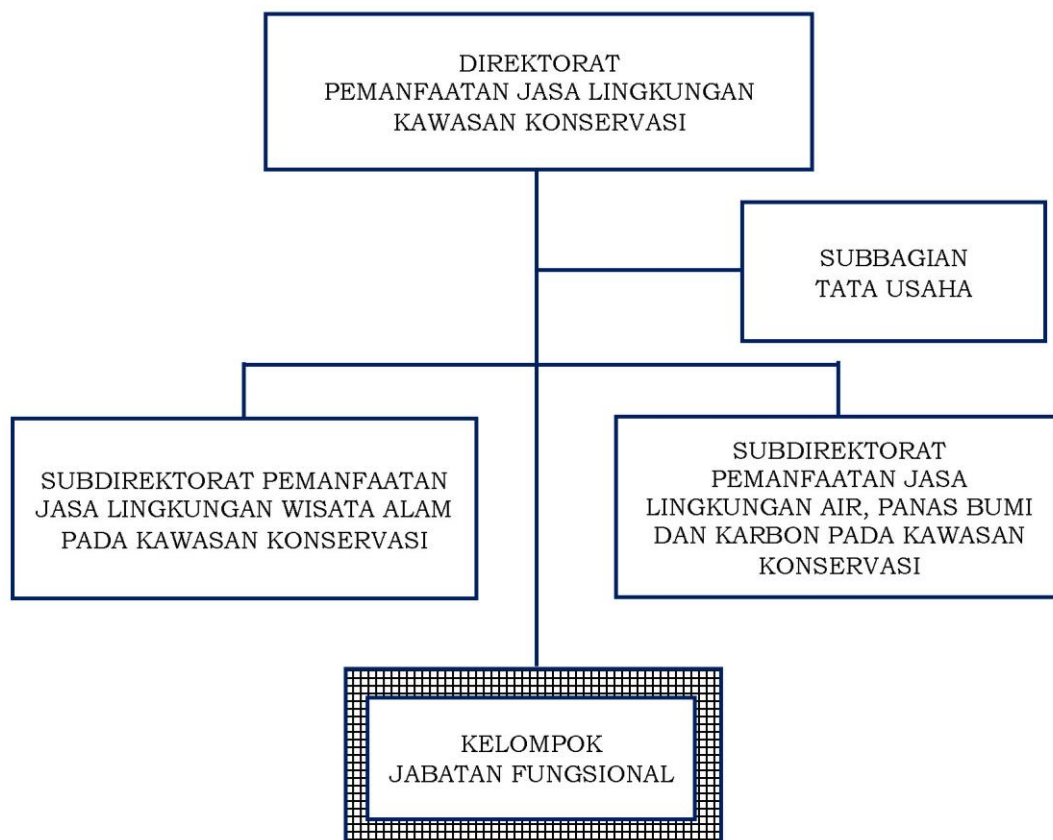 DIREKTORAT
PEMANFAATAN JASA LINGKUNGAN
KAWASAN KONSERVASI
SUBBAGIAN
TATA USAHA
SUBDIREKTORAT PEMANFAATAN
JASA LINGKUNGAN WISATA ALAM
PADA KAWASAN KONSERVASI
SUBDIREKTORAT
PEMANFAATAN JASA
LINGKUNGAN AIR, PANAS BUMI
DAN KARBON PADA KAWASAN
KONSERVASI
KELOMPOK
JABATAN FUNGSIONAL